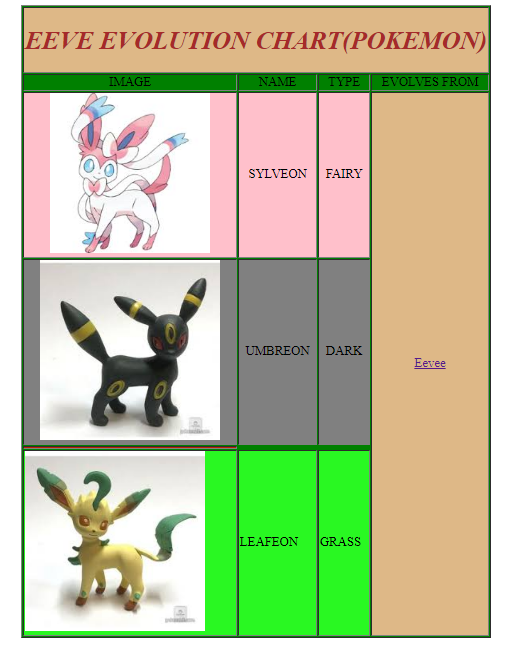 EEVE EVOLUTION CHART(POKEMON)
IMAGE NAME TYPE EVOLVES FROM
SYLVEON FAIRY
UMBREON DARK
Eevee
LEAFEON GRASS